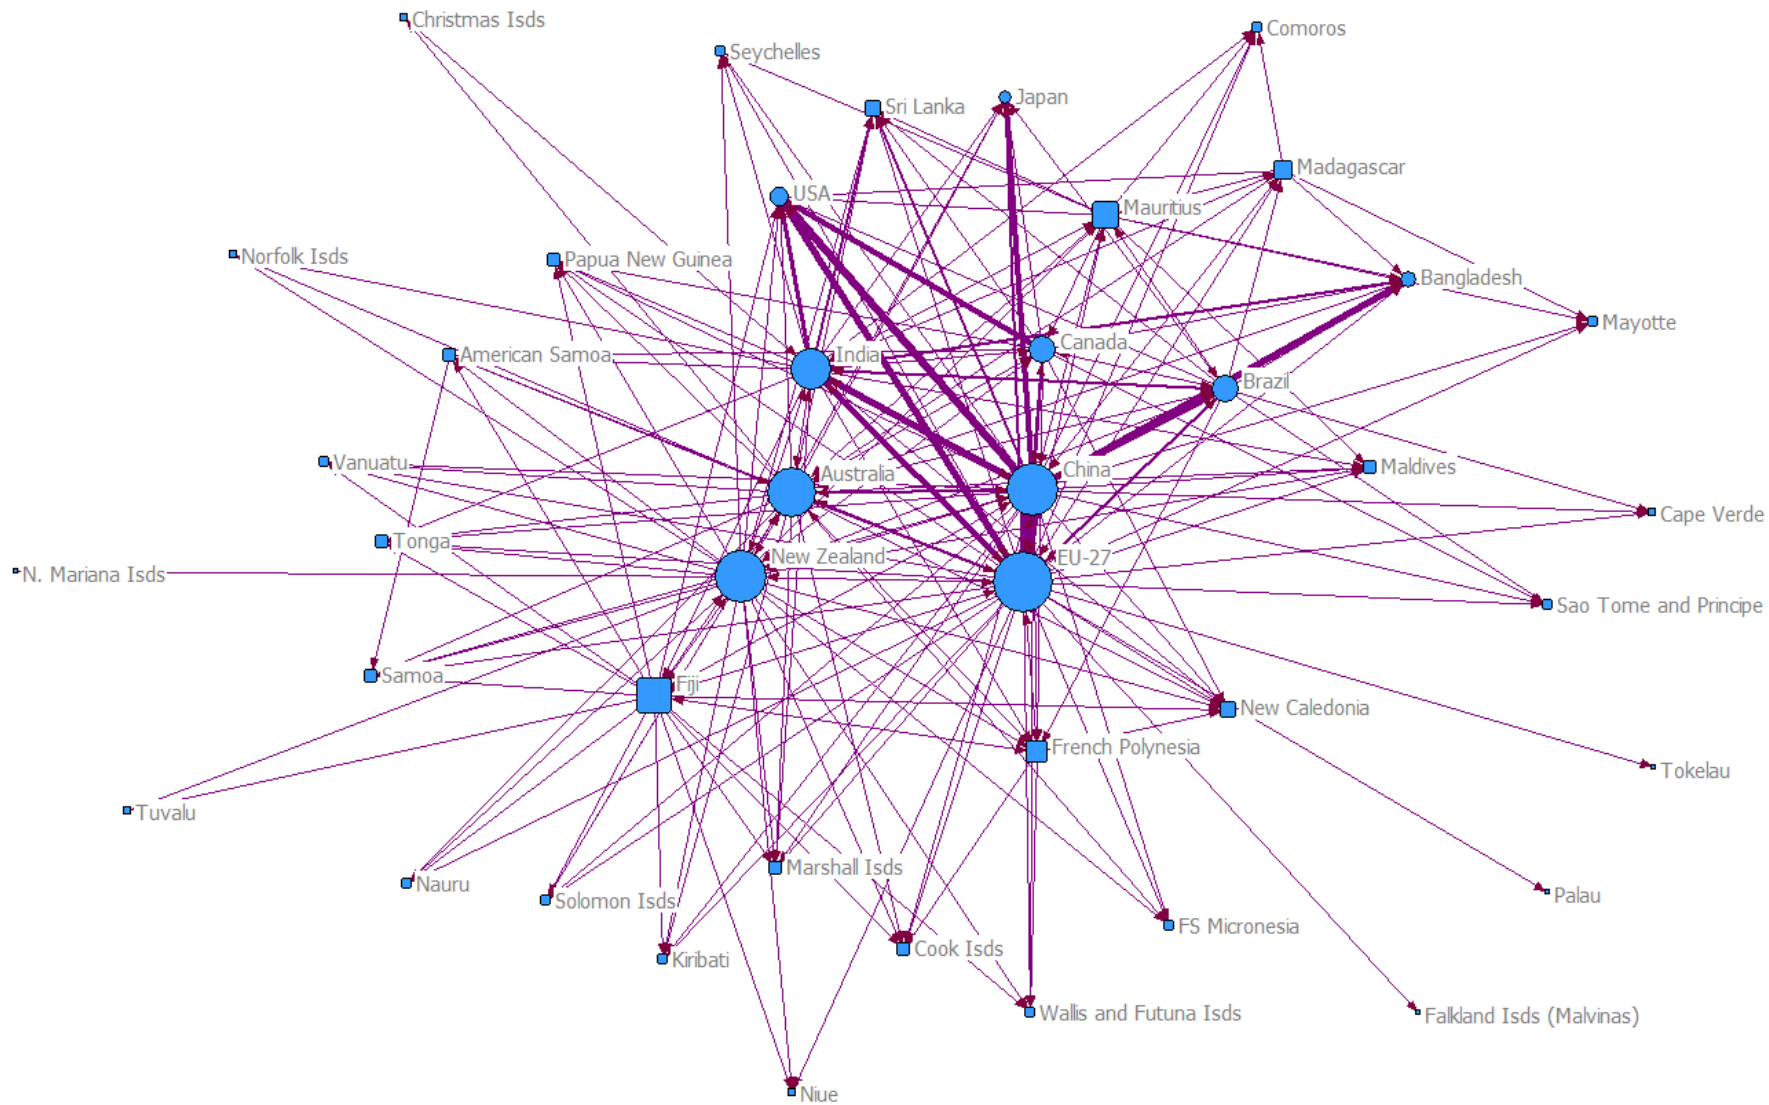 Christmas Isds
Comoros
Seychelles
Japan
Sri Lanka
Madagascar
USA
Mauritius
Norfolk Isds
Papua New Guinea
Bangladesh
Mayotte
American Samoa
India
Canada
Brazil
Vanuatu
Australia
China
Maldives
Cape Verde
Tonga
New Zealand
EU-27
N. Mariana Isds
Sao Tome and Principe
Samoa
Fiji
New Caledonia
French Polynesia
Tokelau
Tuvalu
Marshall Isds
Nauru
Solomon Isds
Palau
FS Micronesia
Kiribati
Cook Isds
Wallis and Futuna Isds
Falkland Isds (Malvinas)
Niue